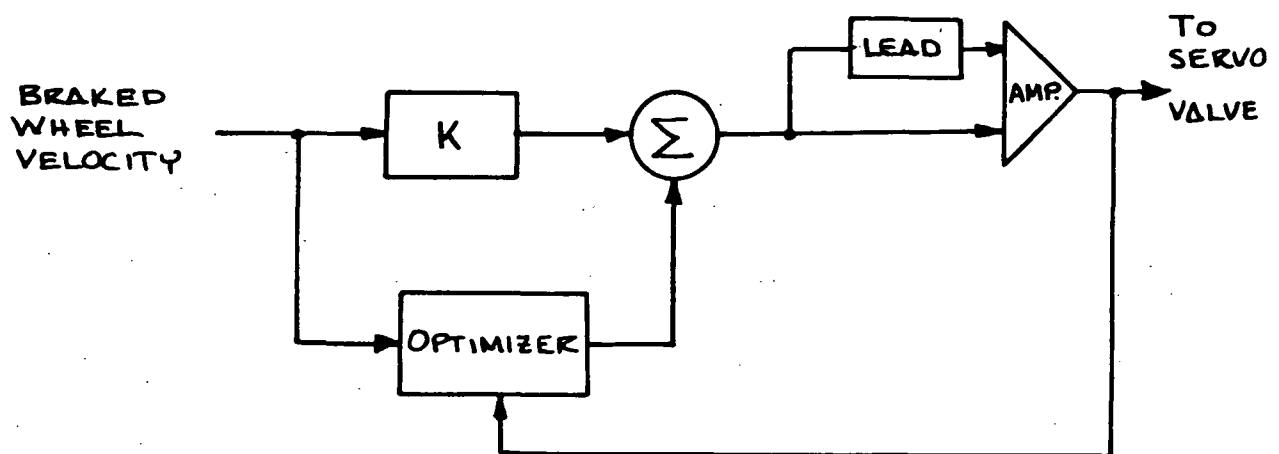 BRAKED
WHEEL
VELOCITY
K
Σ
LEAD
AMP.
TO
SERVO
VALVE
OPTIMIZER